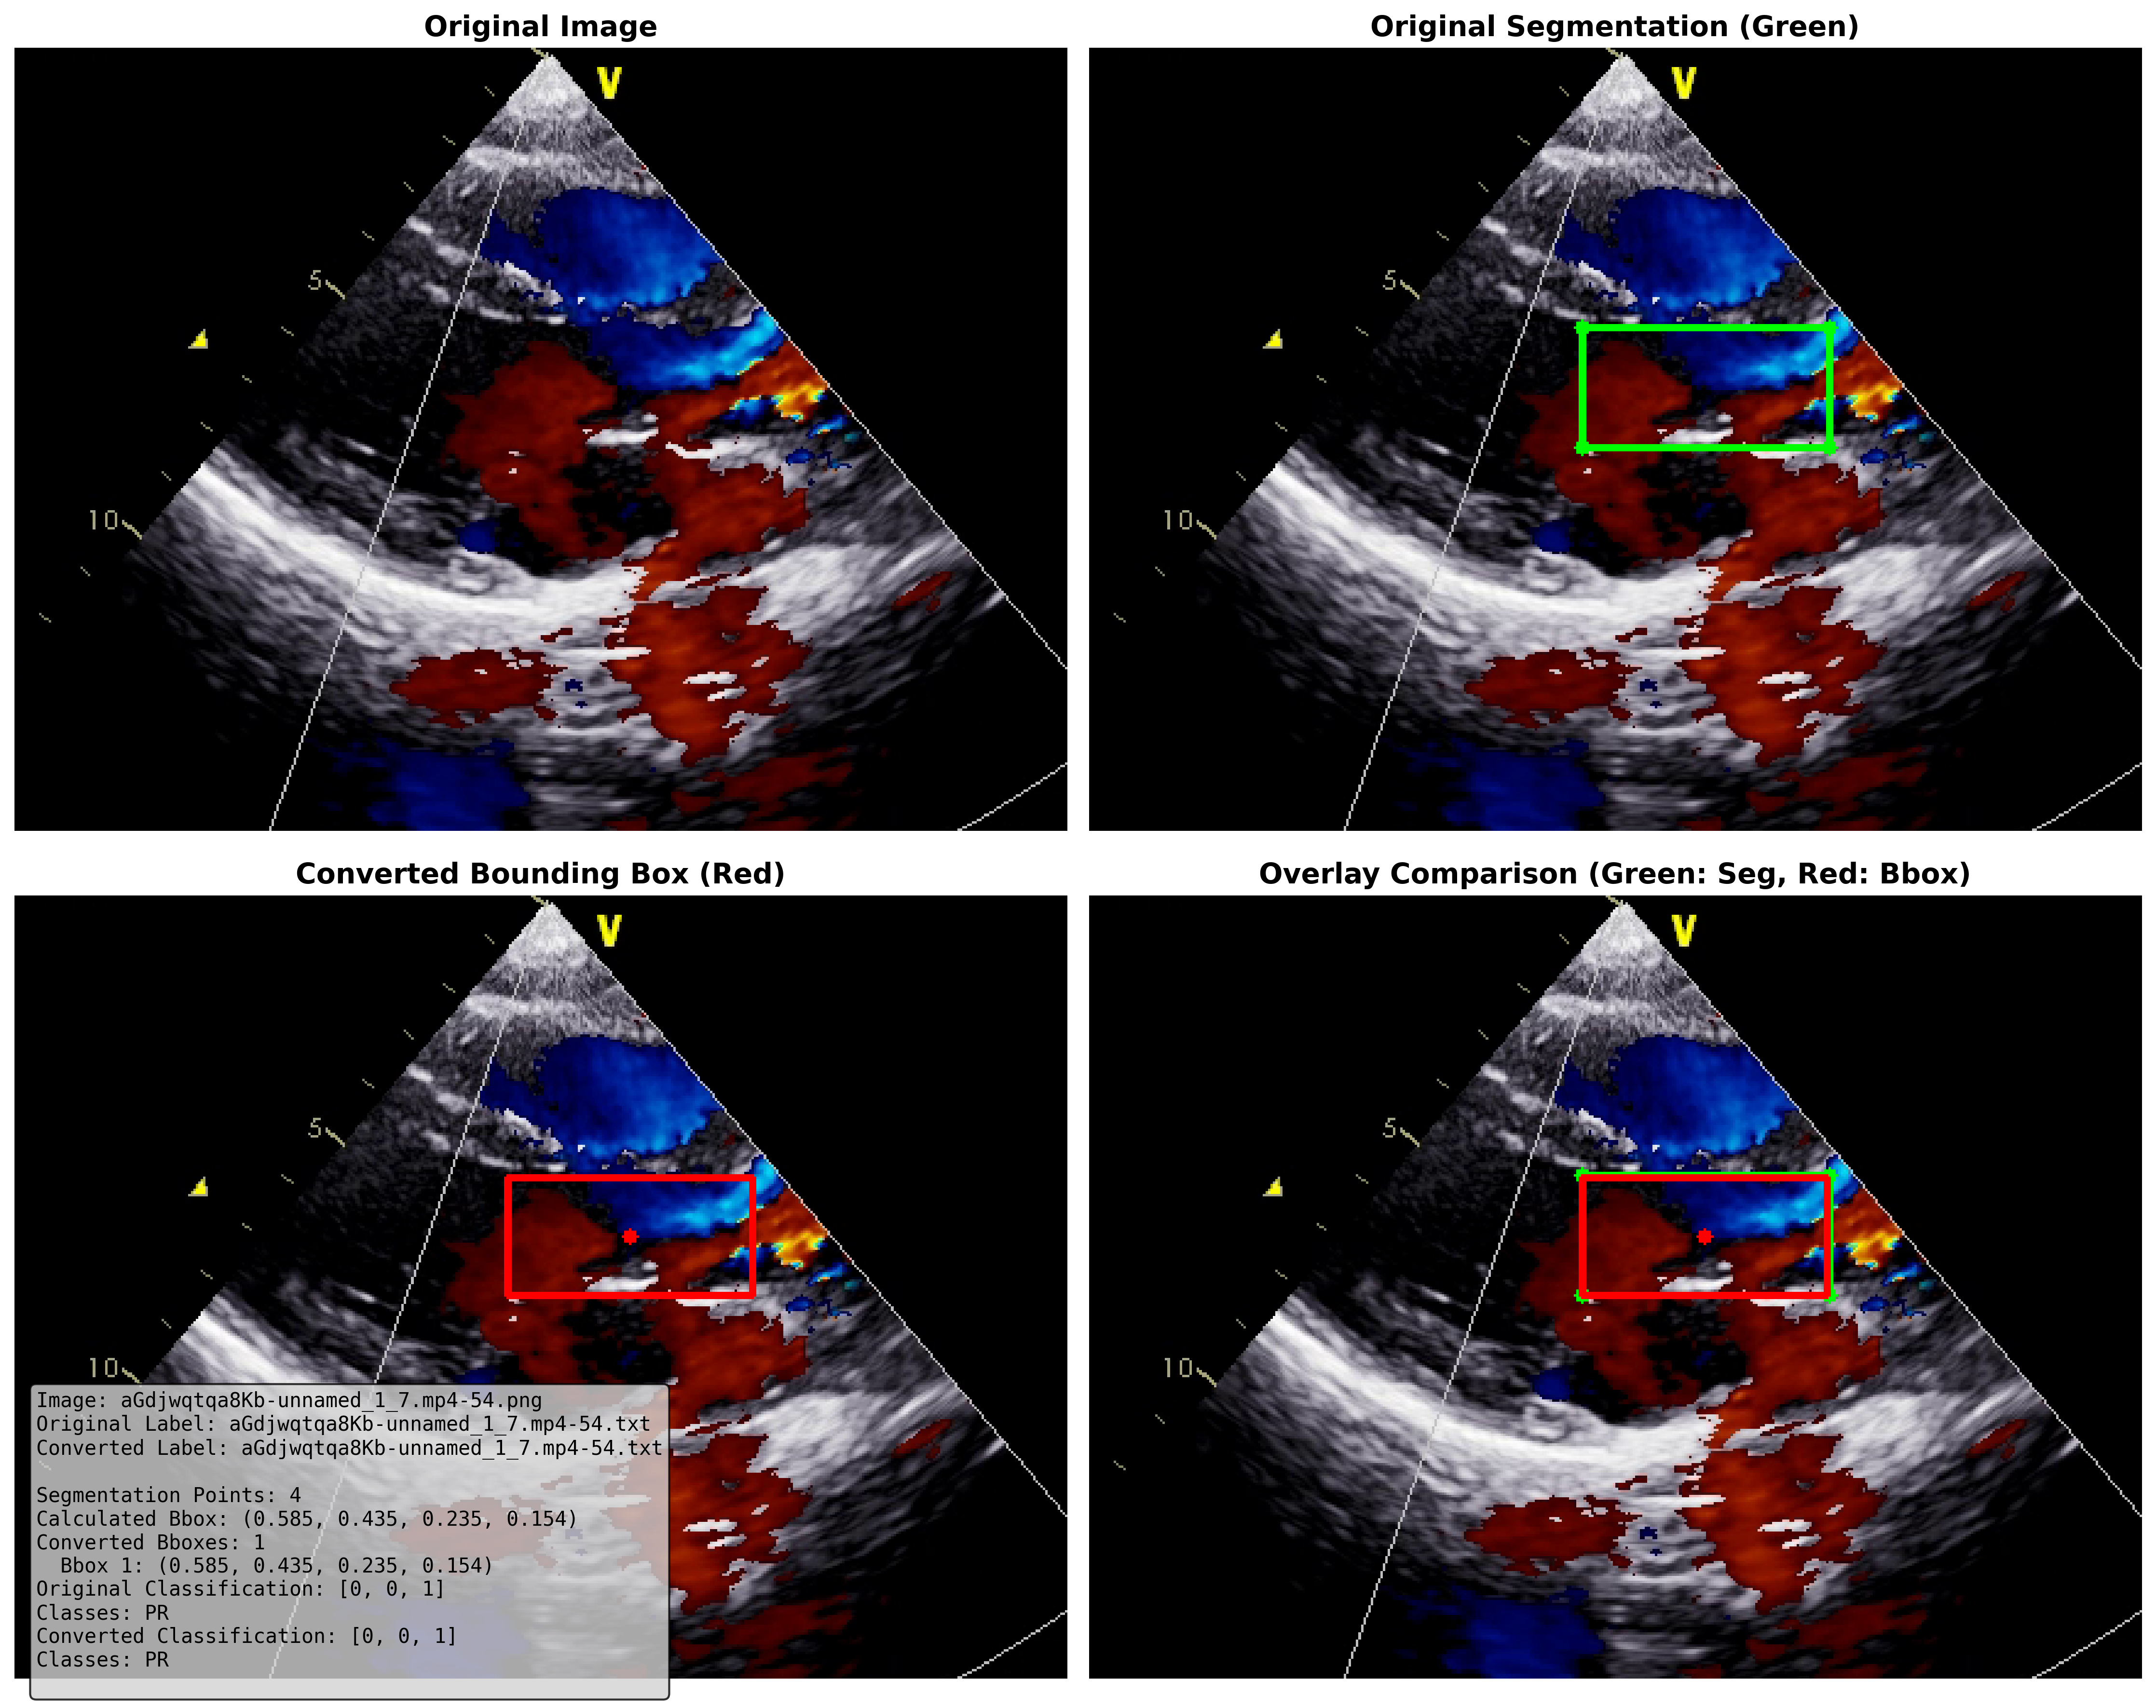 Original Image
Original Segmentation (Green)
V
5
10
V
5
10
Converted Bounding Box (Red)
Overlay Comparison (Green: Seg, Red: Bbox)
V
5
10
V
5
10
Image: aGdjwqtqa8Kb-unnamed_1_7.mp4-54.png
Original Label: aGdjwqtqa8Kb-unnamed_1_7.mp4-54.txt
Converted Label: aGdjwqtqa8Kb-unnamed_1_7.mp4-54.txt
Segmentation Points: 4
Calculated Bbox: (0.585, 0.435, 0.235, 0.154)
Converted Bboxes: 1
Bbox 1: (0.585, 0.435, 0.235, 0.154)
Original Classification: [0, 0, 1]
Classes: PR
Converted Classification: [0, 0, 1]
Classes: PR